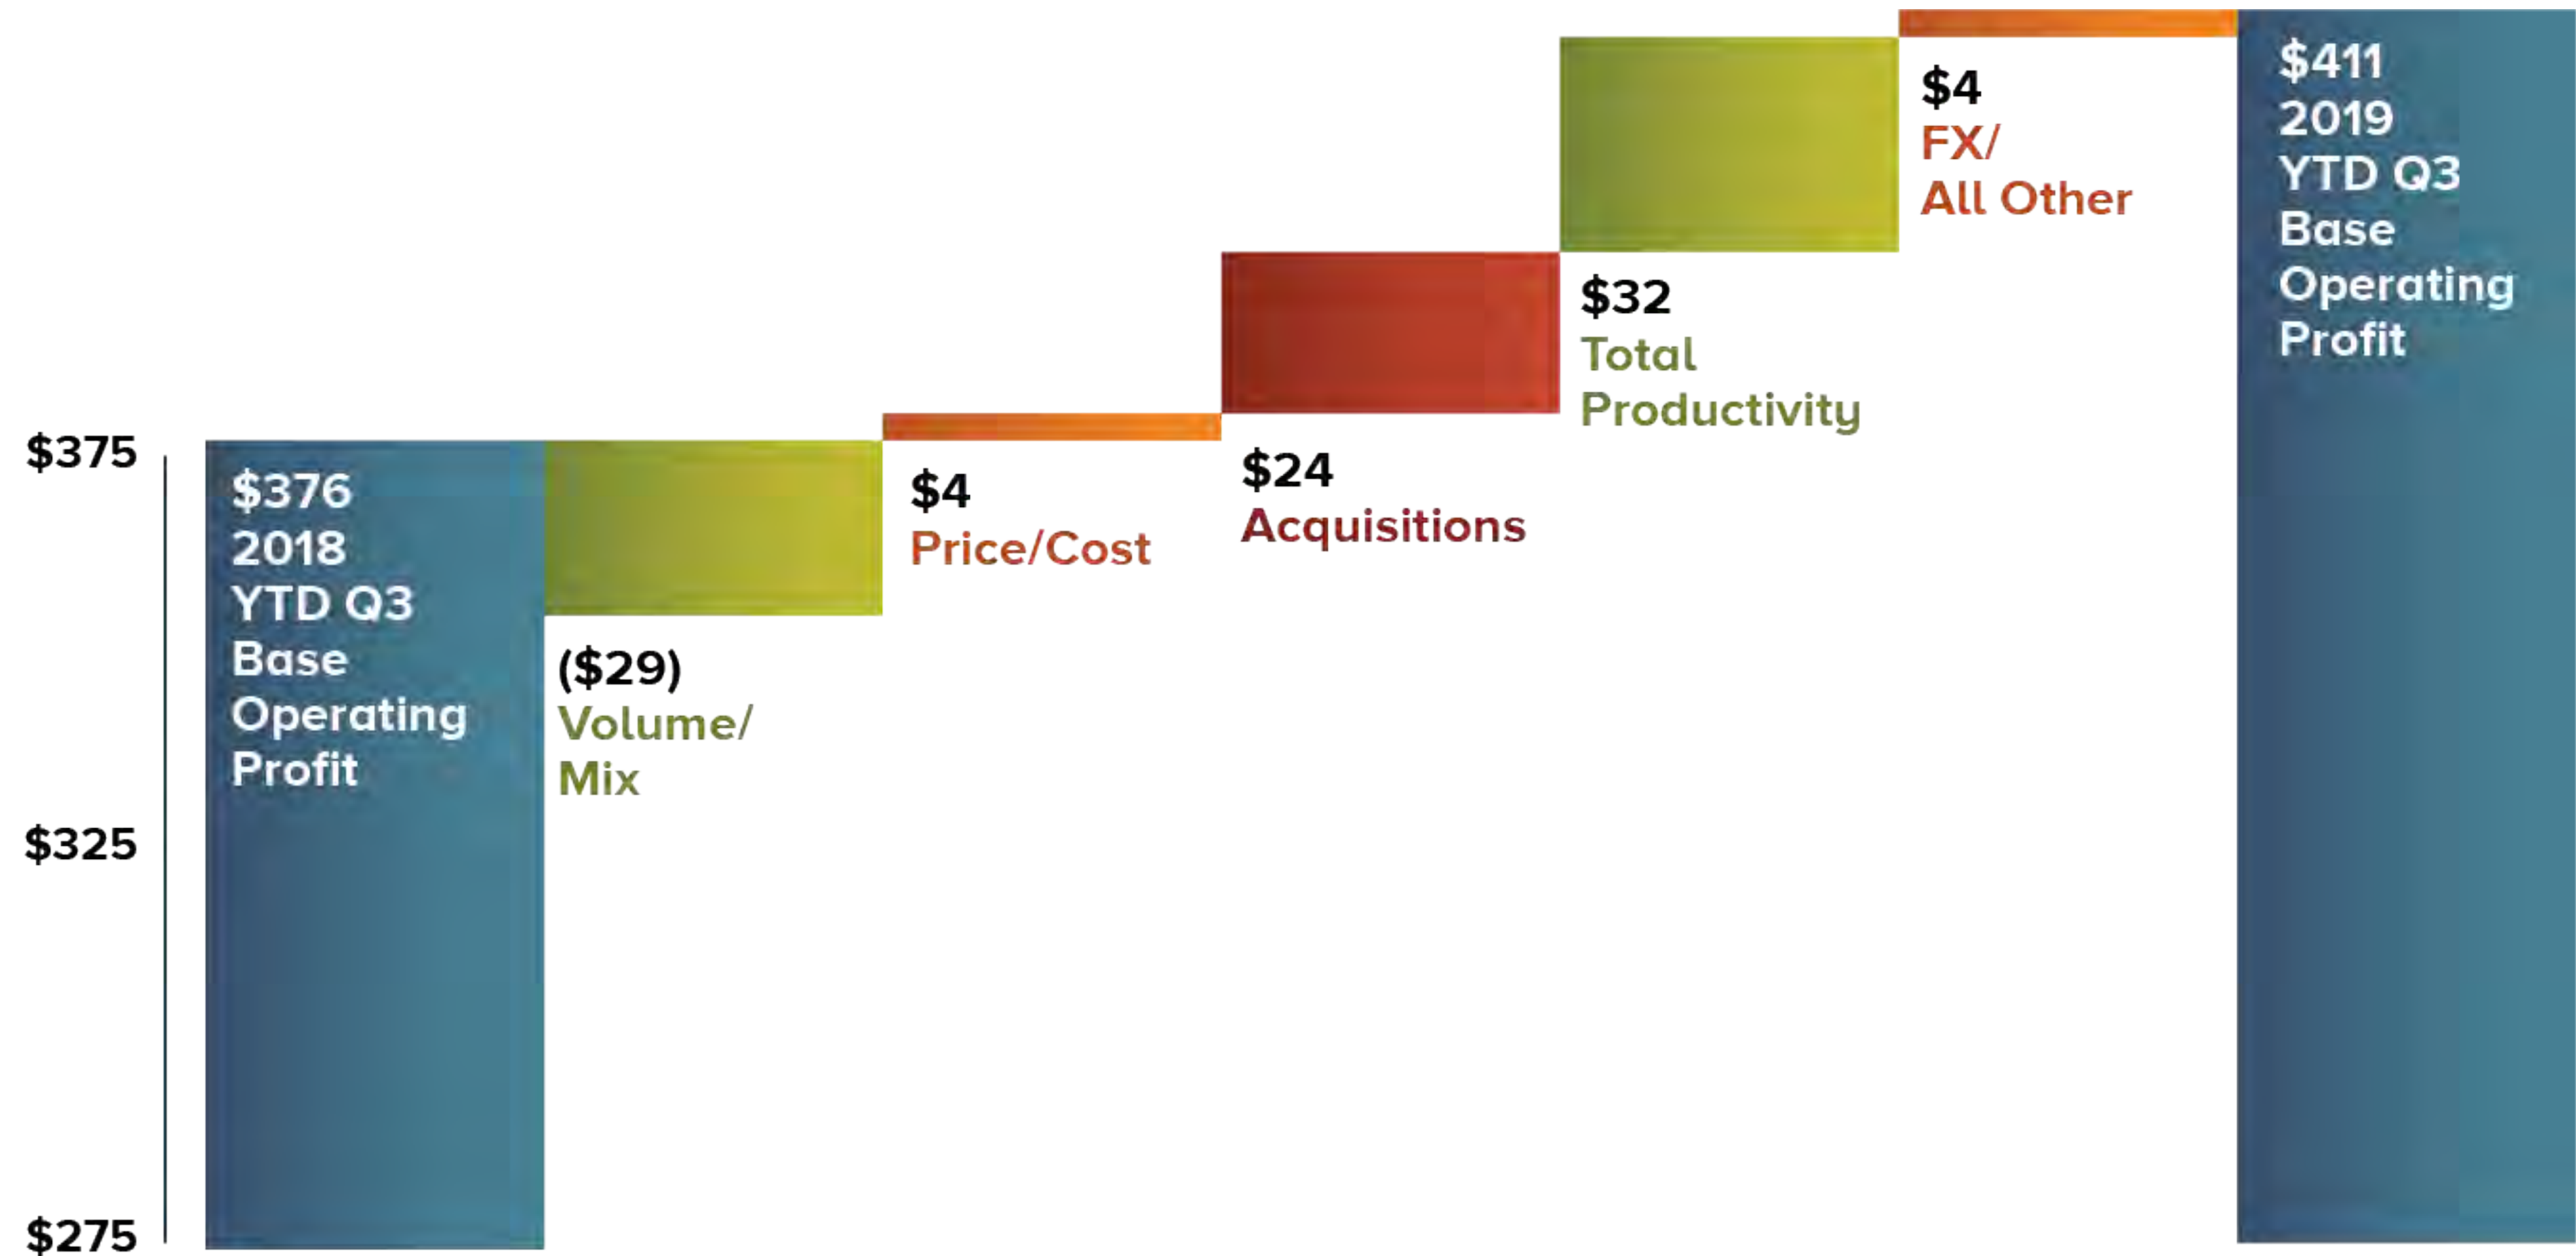 $375
$325
$275
$376
2018
YTD Q3
Base
Operating
Profit
($29)
Volume/
Mix
$4
Price/Cost
$24
Acquisitions
$32
Total
Productivity
$4
FX/
All Other
$411
2019
YTD Q3
Base
Operating
Profit